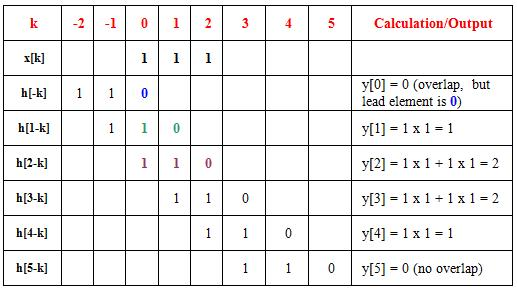 k -2 -1 0 1 2 3 4 5 Calculation/Output
x[k] 1 1 1
h[-k] 1 1 0 y[0] = 0 (overlap, but
lead element is 0)
h[1-k] 1 1 0 y[1] = 1 x 1 = 1
h[2-k] 1 1 0 y[2] = 1 x 1 + 1 x 1 = 2
h[3-k] 1 1 0 y[3] = 1 x 1 + 1 x 1 = 2
h[4-k] 1 1 0 y[4] = 1 x 1 = 1
h[5-k] 1 1 0 y[5] = 0 (no overlap)